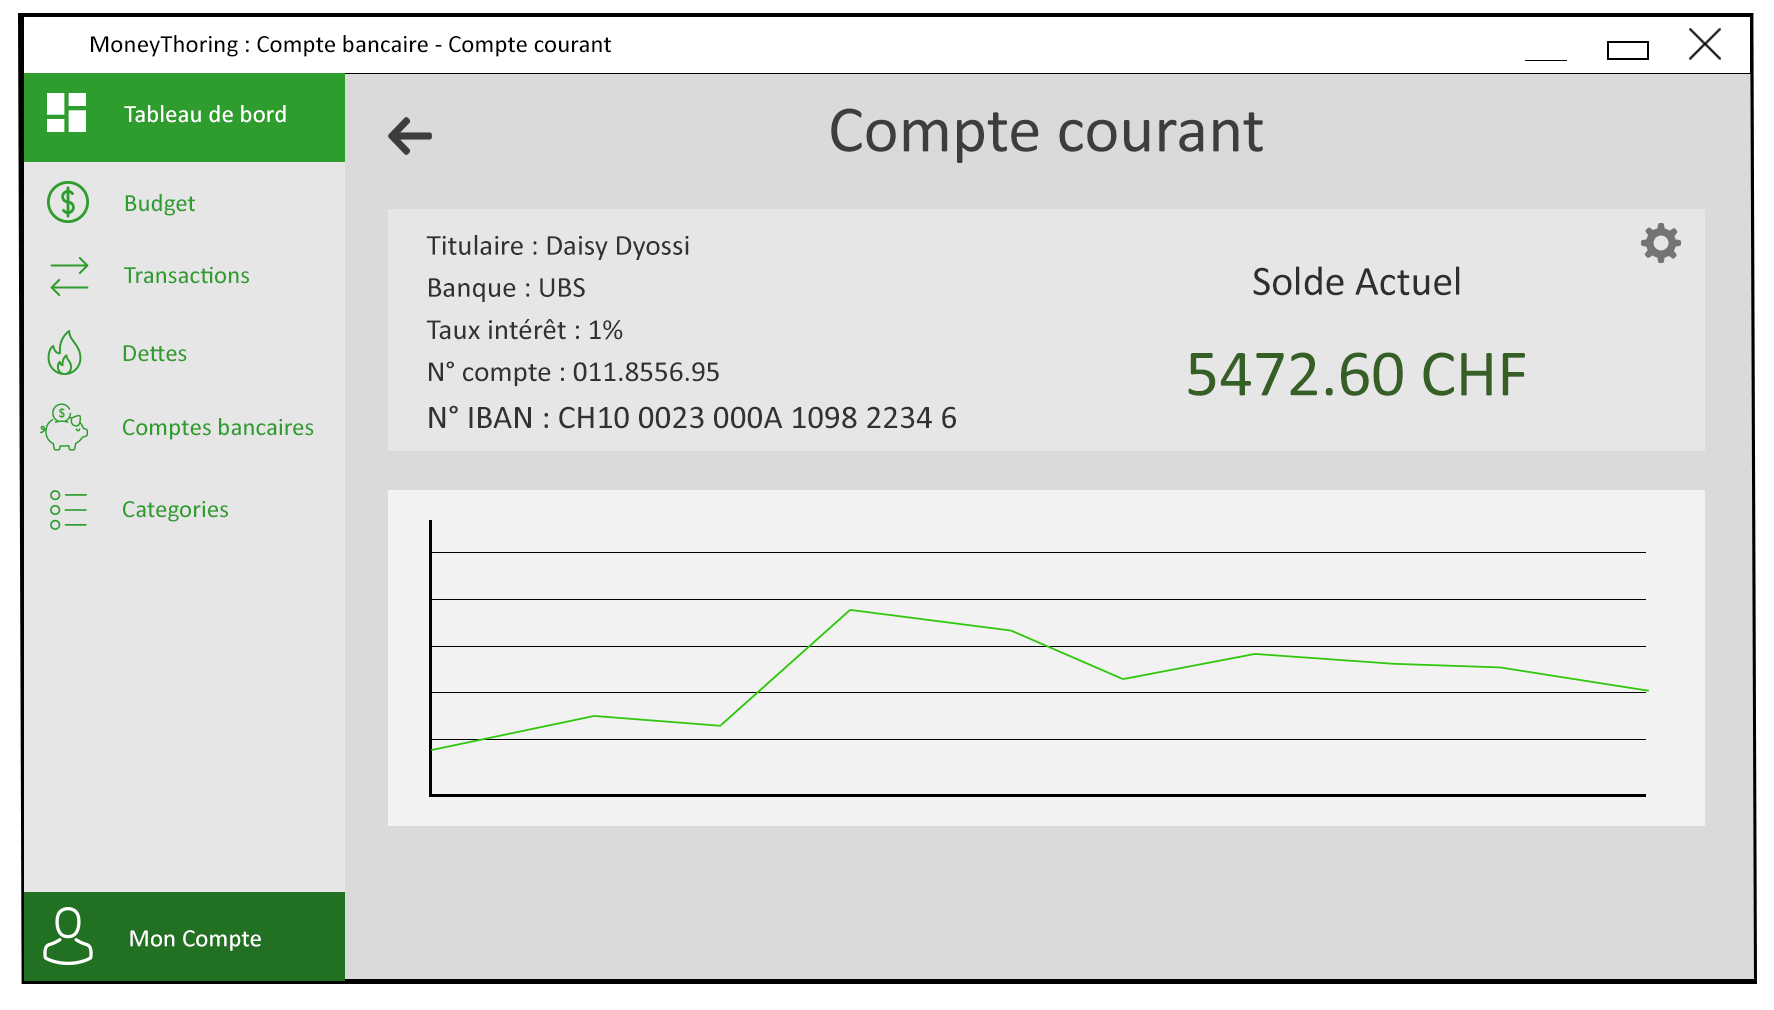 MoneyThoring : Compte bancaire - Compte courant
Tableau de bord
Budget
Transactions
Dettes
Comptes bancaires
Categories
Mon Compte
Compte courant
Titulaire : Daisy Dyossi
Banque : UBS
Taux intérêt : 1%
N° compte : 011.8556.95
N° IBAN : CH10 0023 000A 1098 2234 6
Solde Actuel
5472.60 CHF